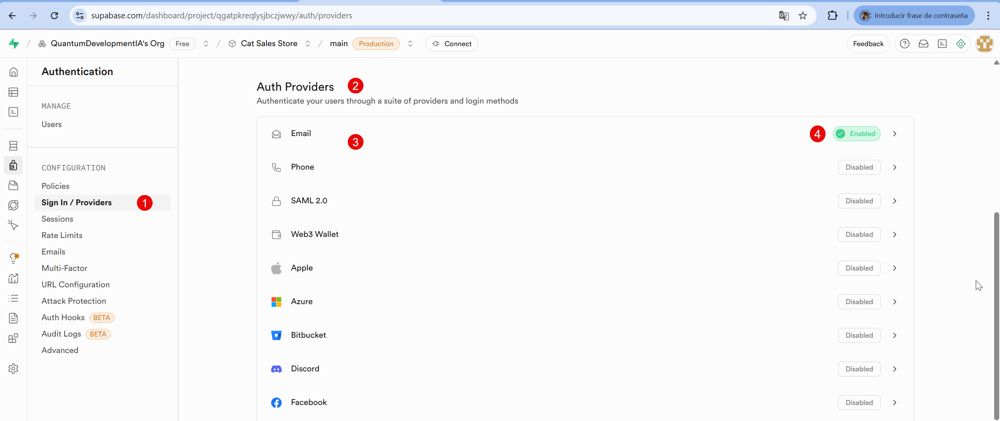 supabase.com/dashboard/project/qgatpkreqlysjbczjwwy/auth/providers
Introducir frase de contraseña
/ QuantumDevelopmentIA's Org Free / Cat Sales Store / main Production Connect
Feedback
Authentication
MANAGE
Users
CONFIGURATION
Policies
Sign In / Providers 1
Sessions
Rate Limits
Emails
Multi-Factor
URL Configuration
Attack Protection
Auth Hooks BETA
Audit Logs BETA
Advanced
Auth Providers 2
Authenticate your users through a suite of providers and login methods
Email 3 4 Enabled
Phone Disabled
SAML 2.0 Disabled
Web3 Wallet Disabled
Apple Disabled
Azure Disabled
Bitbucket Disabled
Discord Disabled
Facebook Disabled